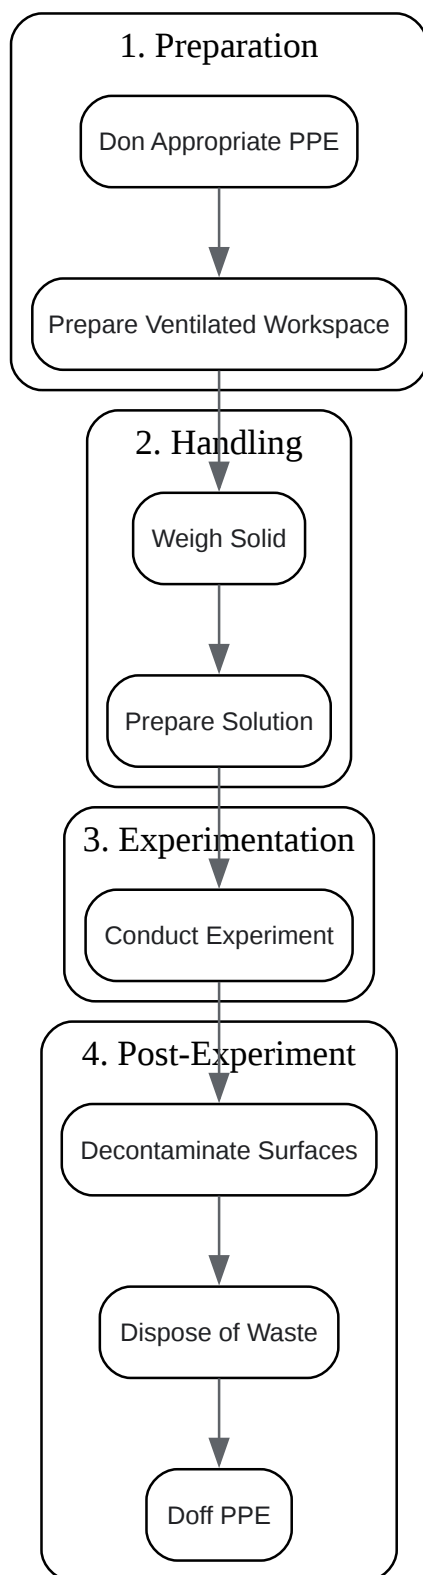 1. Preparation
Don Appropriate PPE
Prepare Ventilated Workspace
2. Handling
Weigh Solid
Prepare Solution
3. Experimentation
Conduct Experiment
4. Post-Experiment
Decontaminate Surfaces
Dispose of Waste
Doff PPE